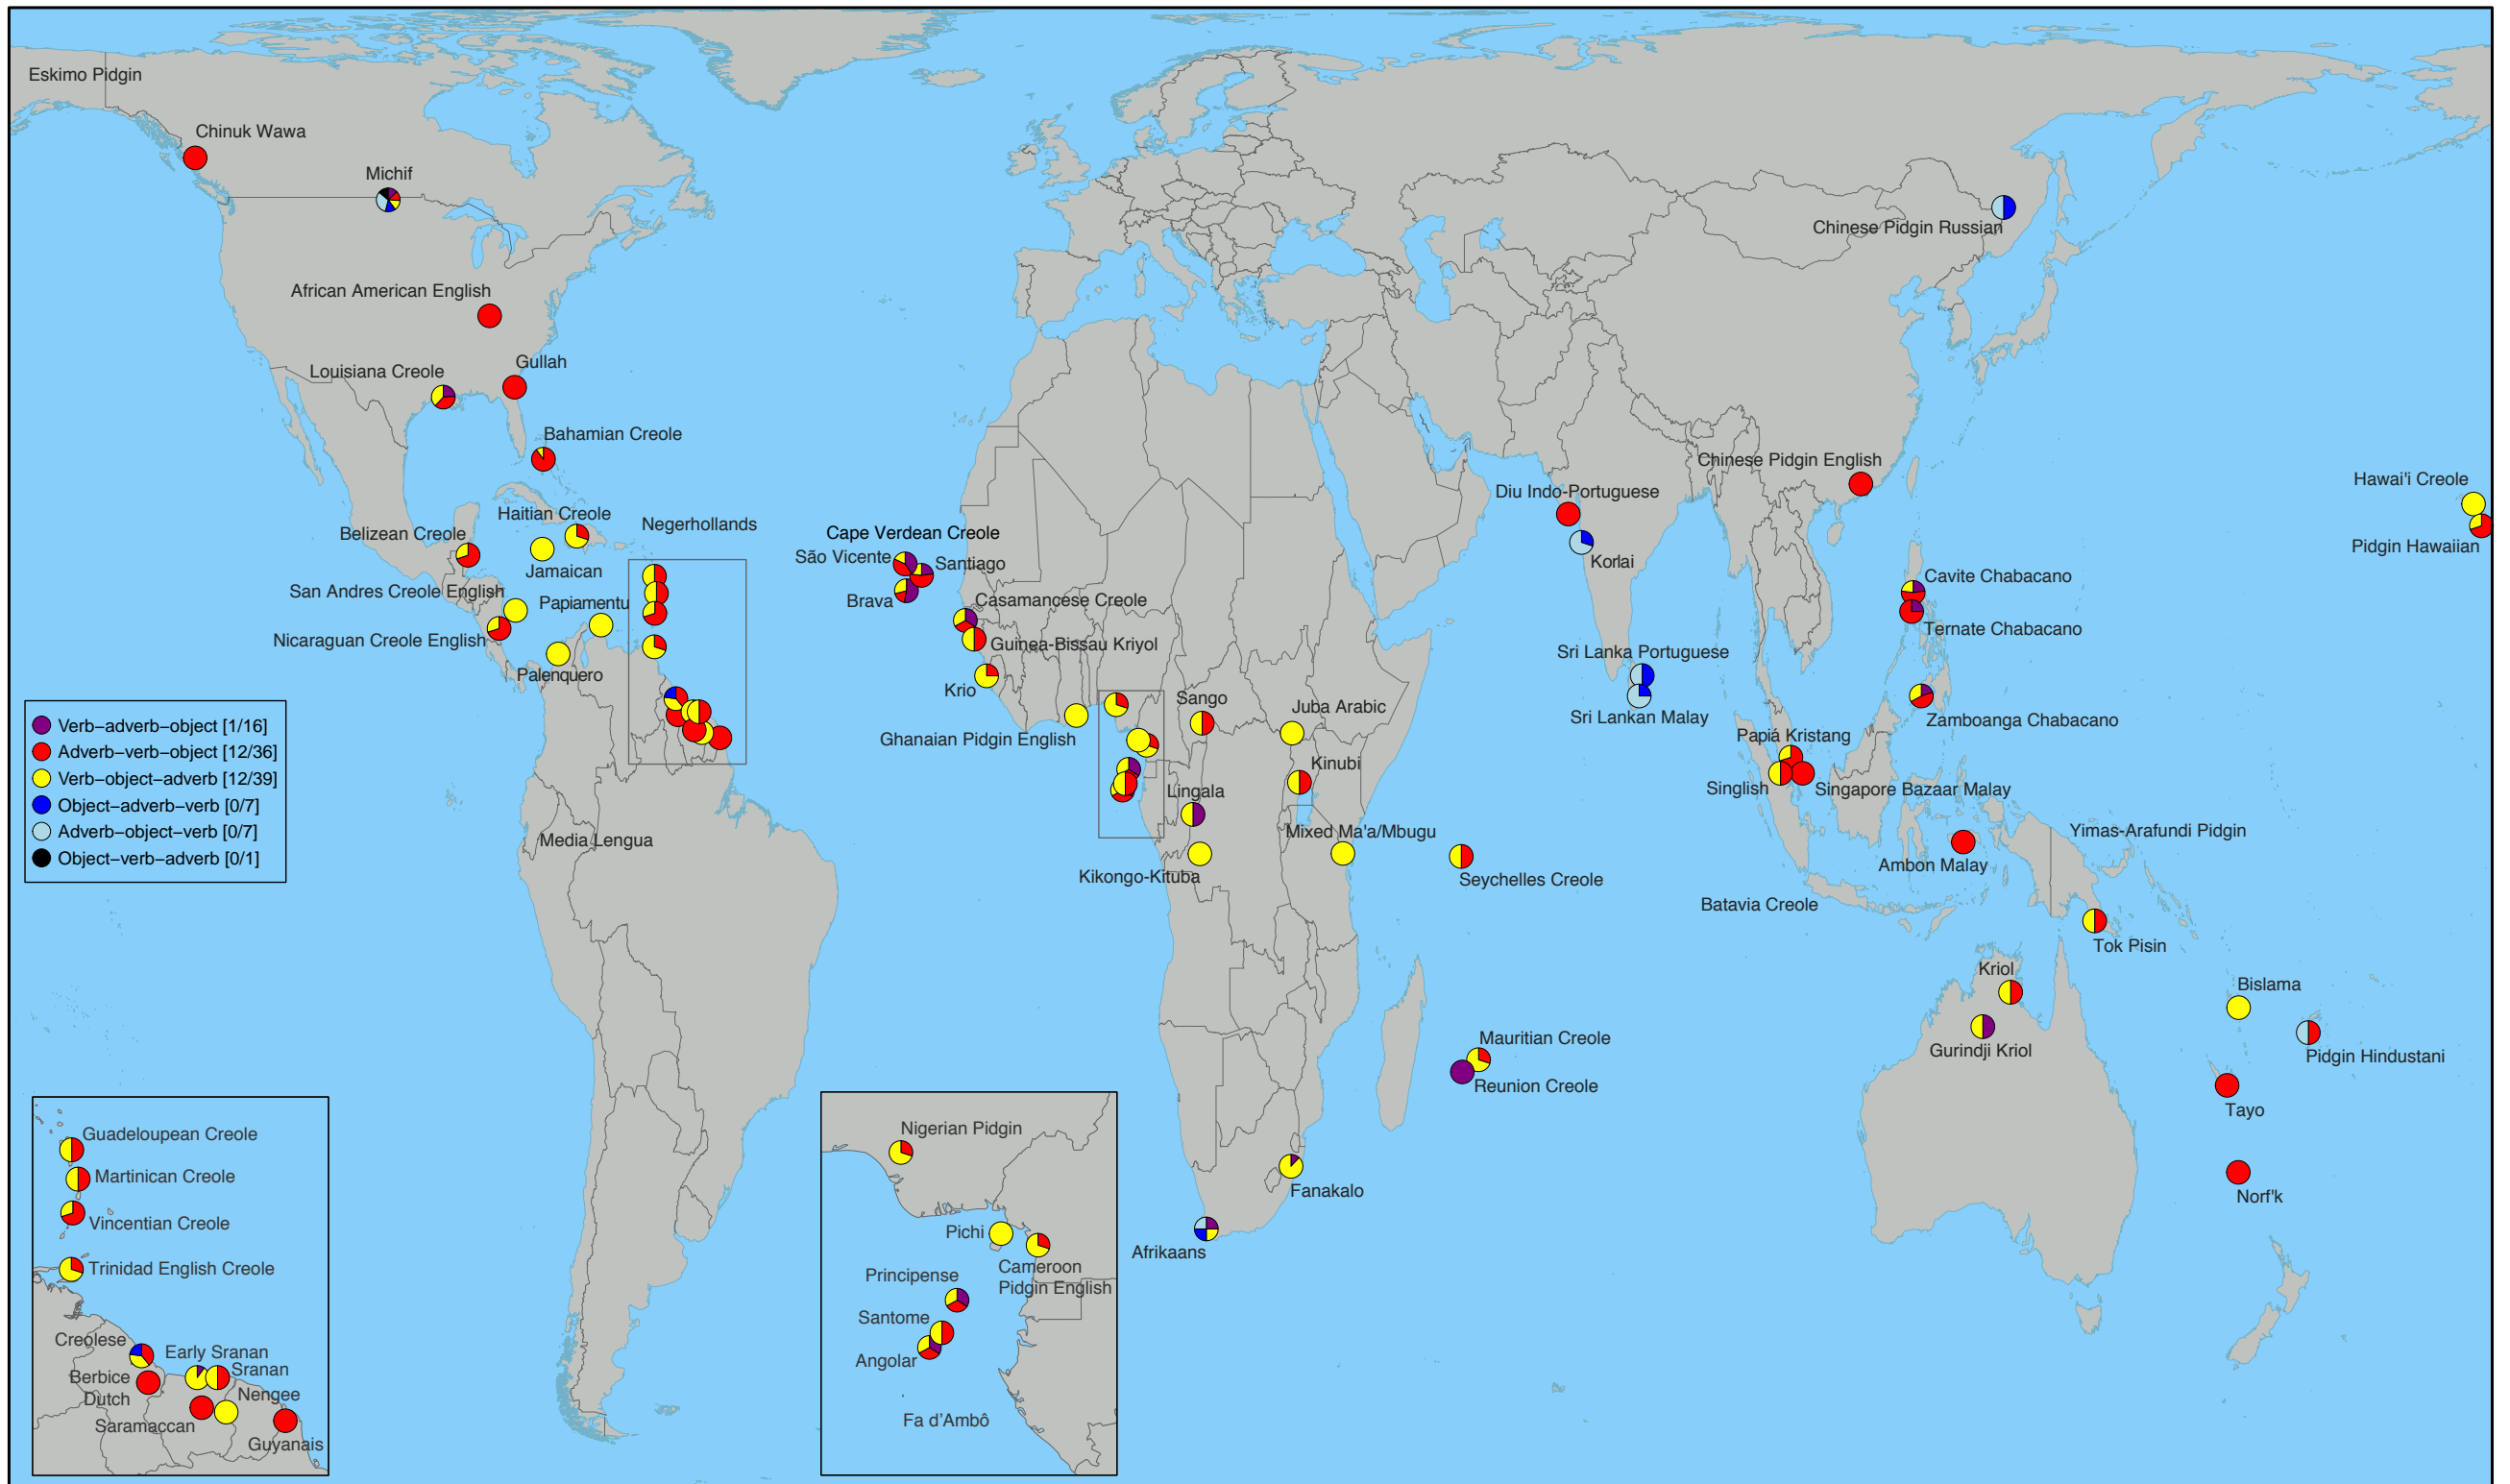 Eskimo Pidgin
Chinuk Wawa
Michif
Chinese Pidgin Russian
African American English
Gullah
Louisiana Creole
Bahamian Creole
Chinese Pidgin English
Hawai'i Creole
Diu Indo-Portuguese
Haitian Creole
Negerhollands
Belizean Creole
Cape Verdean Creole
Pidgin Hawaiian
São Vicente
Santiago
Korlai
Jamaican
Cavite Chabacano
San Andres Creole English
Papiamentu
Brava
Casamancese Creole
Ternate Chabacano
Nicaraguan Creole English
Guinea-Bissau Kriyol
Sri Lanka Portuguese
Palenquero
Krio
Sango
Juba Arabic
Sri Lankan Malay
Zamboanga Chabacano
Verb–adverb–object [1/16]
Adverb–verb–object [12/36]
Verb–object–adverb [12/39]
Object–adverb–verb [0/7]
Adverb–object–verb [0/7]
Object–verb–adverb [0/1]
Ghanaian Pidgin English
Papiá Kristang
Kinubi
Singlish
Singapore Bazaar Malay
Lingala
Media Lengua
Mixed Ma'a/Mbugu
Yimas-Arafundi Pidgin
Ambon Malay
Kikongo-Kituba
Seychelles Creole
Batavia Creole
Tok Pisin
Kriol
Bislama
Mauritian Creole
Gurindji Kriol
Pidgin Hindustani
Reunion Creole
Tayo
Fanakalo
Norf'k
Afrikaans
Guadeloupean Creole
Martinican Creole
Vincentian Creole
Trinidad English Creole
Creolese
Early Sranan
Sranan
Berbice
Dutch
Nengee
Saramaccan
Guyanais
Nigerian Pidgin
Pichi
Cameroon
Pidgin English
Principense
Santome
Angolar
Fa d'Ambô